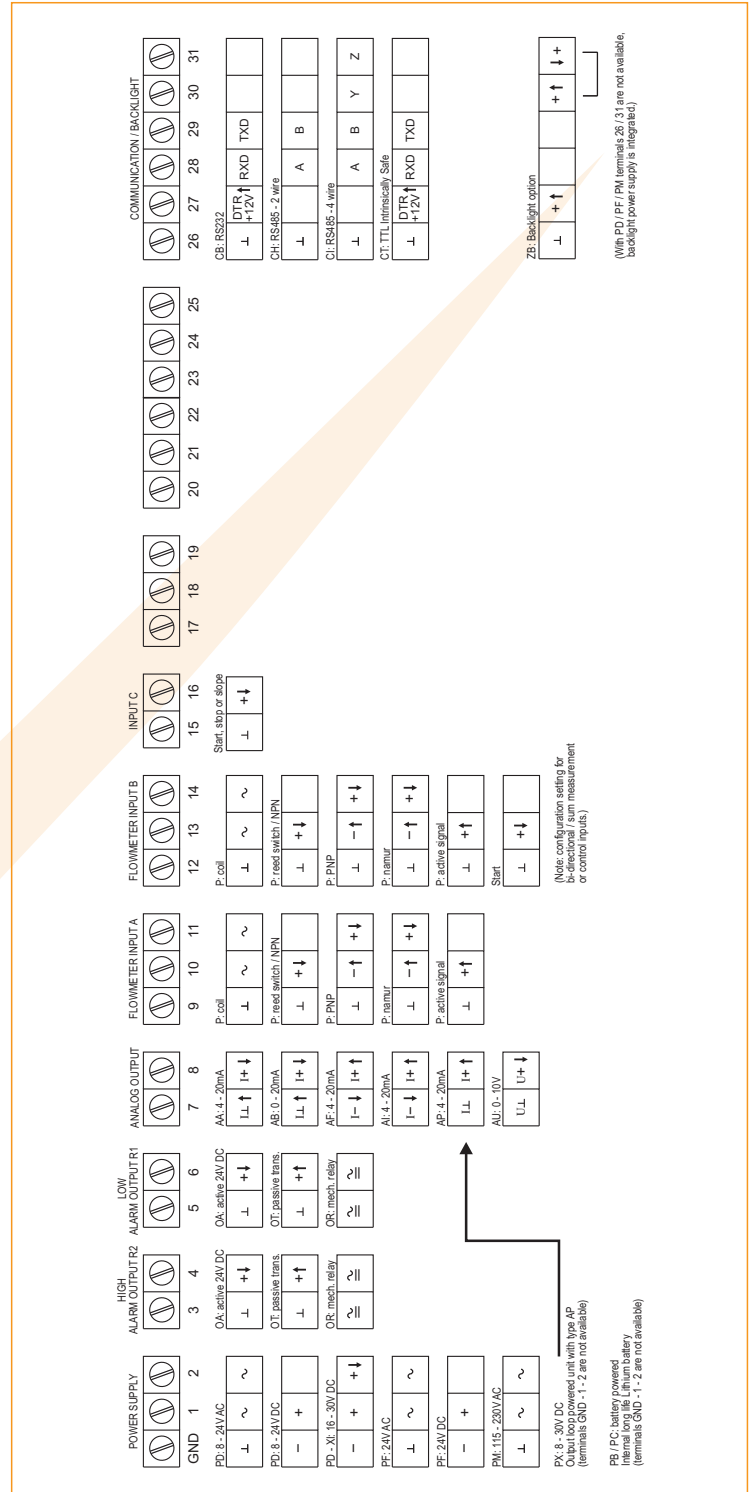 POWER SUPPLY
GND 1 2
PD: 8 - 24V AC
⊥ ~ ~
PD: 8 - 24V DC
− +
PD - XI: 16 - 30V DC
− + +↓
PF: 24V AC
⊥ ~ ~
PF: 24V DC
− +
PM: 115 - 230V AC
⊥ ~ ~
PX: 8 - 30V DC
Output loop powered unit with type AP
(terminals GND - 1 - 2 are not available)
PB / PC: battery powered
Internal long life Lithium battery
(terminals GND - 1 - 2 are not available)
HIGH
ALARM OUTPUT R2
3 4
OA: active 24V DC
⊥ +↓
OT: passive trans.
⊥ +↑
OR: mech. relay
LOW
ALARM OUTPUT R1
5 6
OA: active 24V DC
⊥ +↓
OT: passive trans.
⊥ +↑
OR: mech. relay
ANALOG OUTPUT
7 8
AA: 4 - 20mA
I⊥↑ I+↓
AB: 0 - 20mA
I⊥↑ I+↓
AF: 4 - 20mA
I−↓ I+↑
AI: 4 - 20mA
I−↓ I+↑
AP: 4 - 20mA
I⊥ I+↑
AU: 0 - 10V
U⊥ U+↓
FLOWMETER INPUT A
9 10 11
P: coil
⊥ ~ ~
P: reed switch / NPN
⊥ +↓
P: PNP
⊥ −↑ +↓
P: namur
⊥ −↑ +↓
P: active signal
⊥ +↑
FLOWMETER INPUT B
12 13 14
P: coil
⊥ ~ ~
P: reed switch / NPN
⊥ +↓
P: PNP
⊥ −↑ +↓
P: namur
⊥ −↑ +↓
P: active signal
⊥ +↑
Start
⊥ +↓
(Note: configuration setting for
bi-directional / sum measurement
or control inputs.)
INPUT C
15 16
Start, stop or slope
⊥ +↓
17 18 19
20 21 22 23 24 25
COMMUNICATION / BACKLIGHT
26 27 28 29 30 31
CB: RS232
⊥ DTR +12V↑ RXD TXD
CH: RS485 - 2 wire
⊥ A B
CI: RS485 - 4 wire
⊥ A B Y Z
CT: TTL Intrinsically Safe
⊥ DTR +12V↑ RXD TXD
ZB: Backlight option
⊥ +↑ +↑ ↓+
(With PD / PF / PM terminals 26 / 31 are not available,
backlight power supply is integrated.)